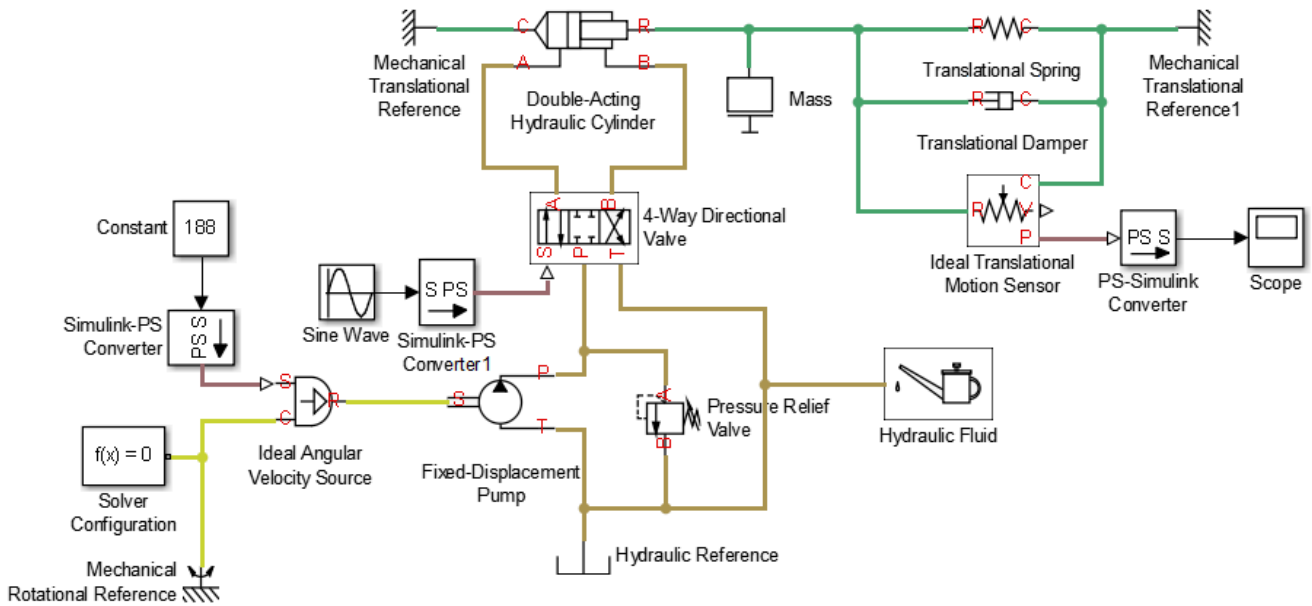 C
R
R
C
Mechanical
Translational
Reference
A
B
Translational Spring
Mechanical
Translational
Reference1
Double-Acting
Hydraulic Cylinder
Mass
R
C
Translational Damper
C
R
V
P
A
B
4-Way Directional
Valve
S
P
T
Constant
188
PS S
Ideal Translational
Motion Sensor
PS-Simulink
Converter
Scope
Simulink-PS
Converter
PS S
Sine Wave
S PS
Simulink-PS
Converter1
S
R
C
S
P
T
A
B
Pressure Relief
Valve
Hydraulic Fluid
f(x) = 0
Ideal Angular
Velocity Source
Fixed-Displacement
Pump
Solver
Configuration
Hydraulic Reference
Mechanical
Rotational Reference